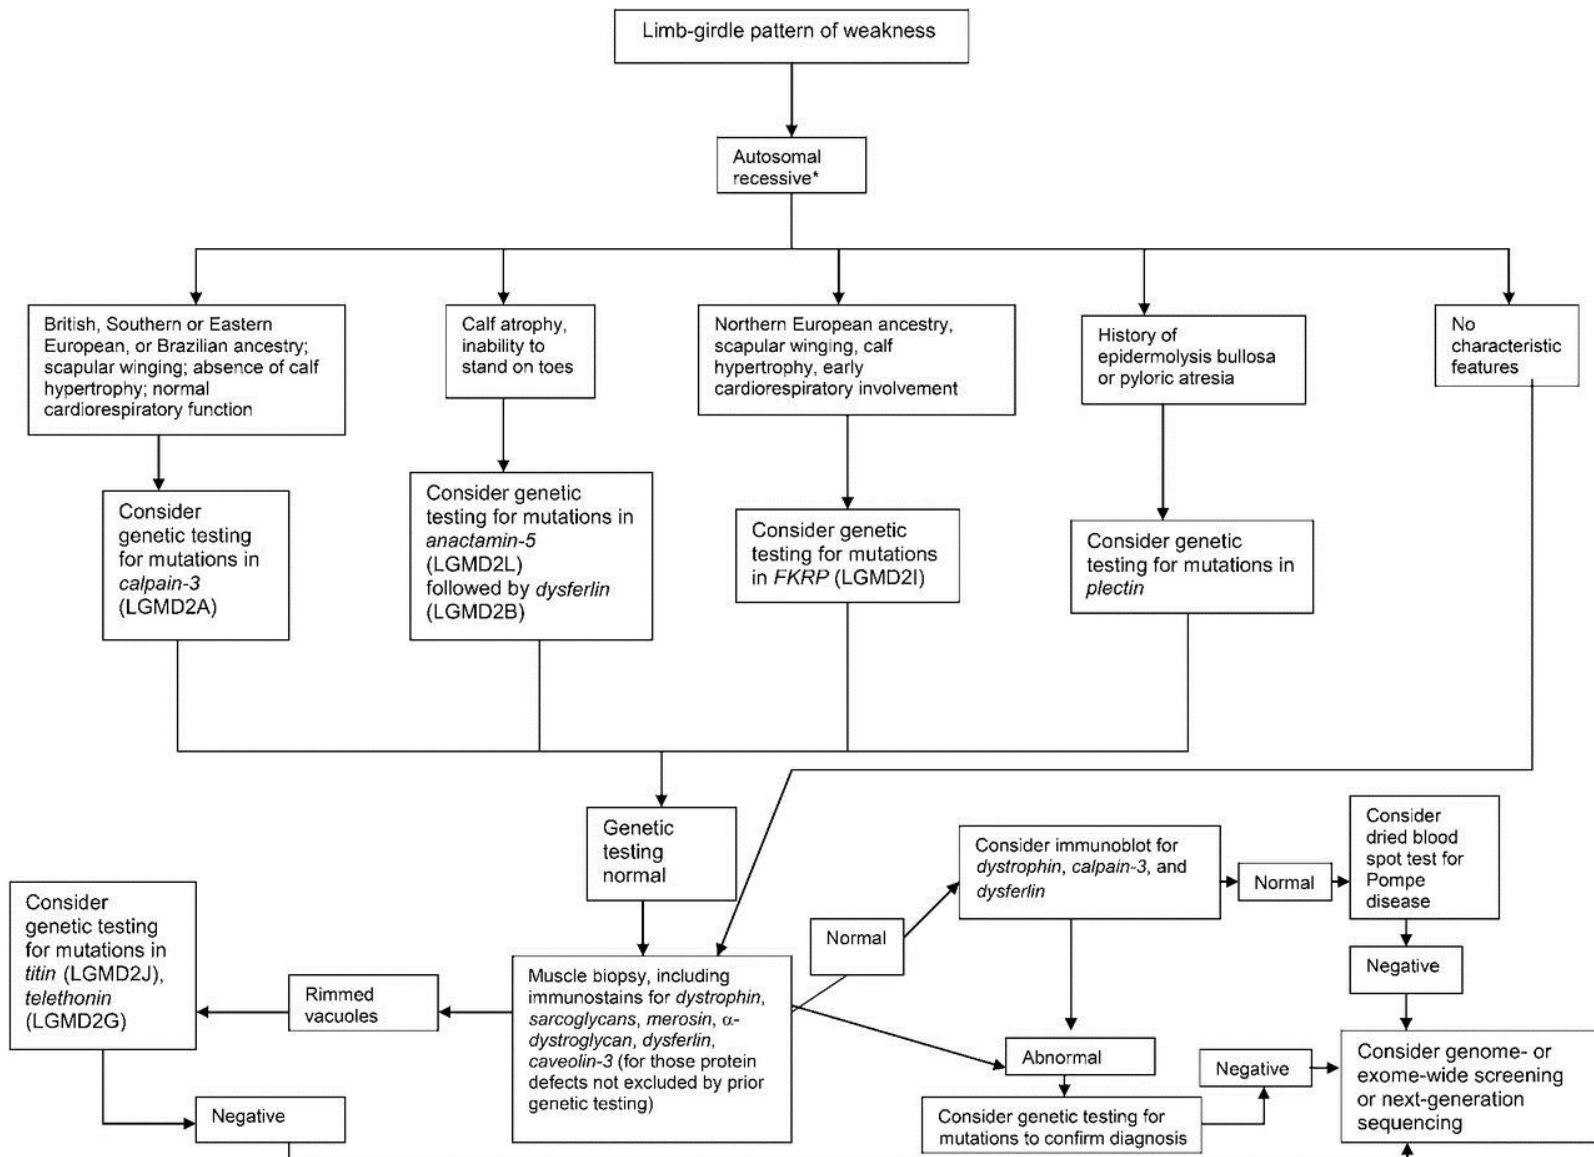 Limb-girdle pattern of weakness
Autosomal
recessive*
British, Southern or Eastern
European, or Brazilian ancestry;
scapular winging; absence of calf
hypertrophy; normal
cardiorespiratory function
Calf atrophy,
inability to
stand on toes
Northern European ancestry,
scapular winging, calf
hypertrophy, early
cardiorespiratory involvement
History of
epidermolysis bullosa
or pyloric atresia
No
characteristic
features
Consider
genetic testing
for mutations in
calpain-3
(LGMD2A)
Consider genetic
testing for mutations in
anactamin-5
(LGMD2L)
followed by dysferlin
(LGMD2B)
Consider genetic
testing for mutations
in FKRP (LGMD2I)
Consider genetic
testing for mutations in
plectin
Genetic
testing
normal
Consider
genetic testing
for mutations in
titin (LGMD2J),
telethonin
(LGMD2G)
Rimmed
vacuoles
Negative
Muscle biopsy, including
immunostains for dystrophin,
sarcoglycans, merosin, α-
dystroglycan, dysferlin,
caveolin-3 (for those protein
defects not excluded by prior
genetic testing)
Normal
Consider immunoblot for
dystrophin, calpain-3, and
dysferlin
Normal
Consider
dried blood
spot test for
Pompe
disease
Negative
Abnormal
Consider genetic testing for
mutations to confirm diagnosis
Negative
Consider genome- or
exome-wide screening
or next-generation
sequencing